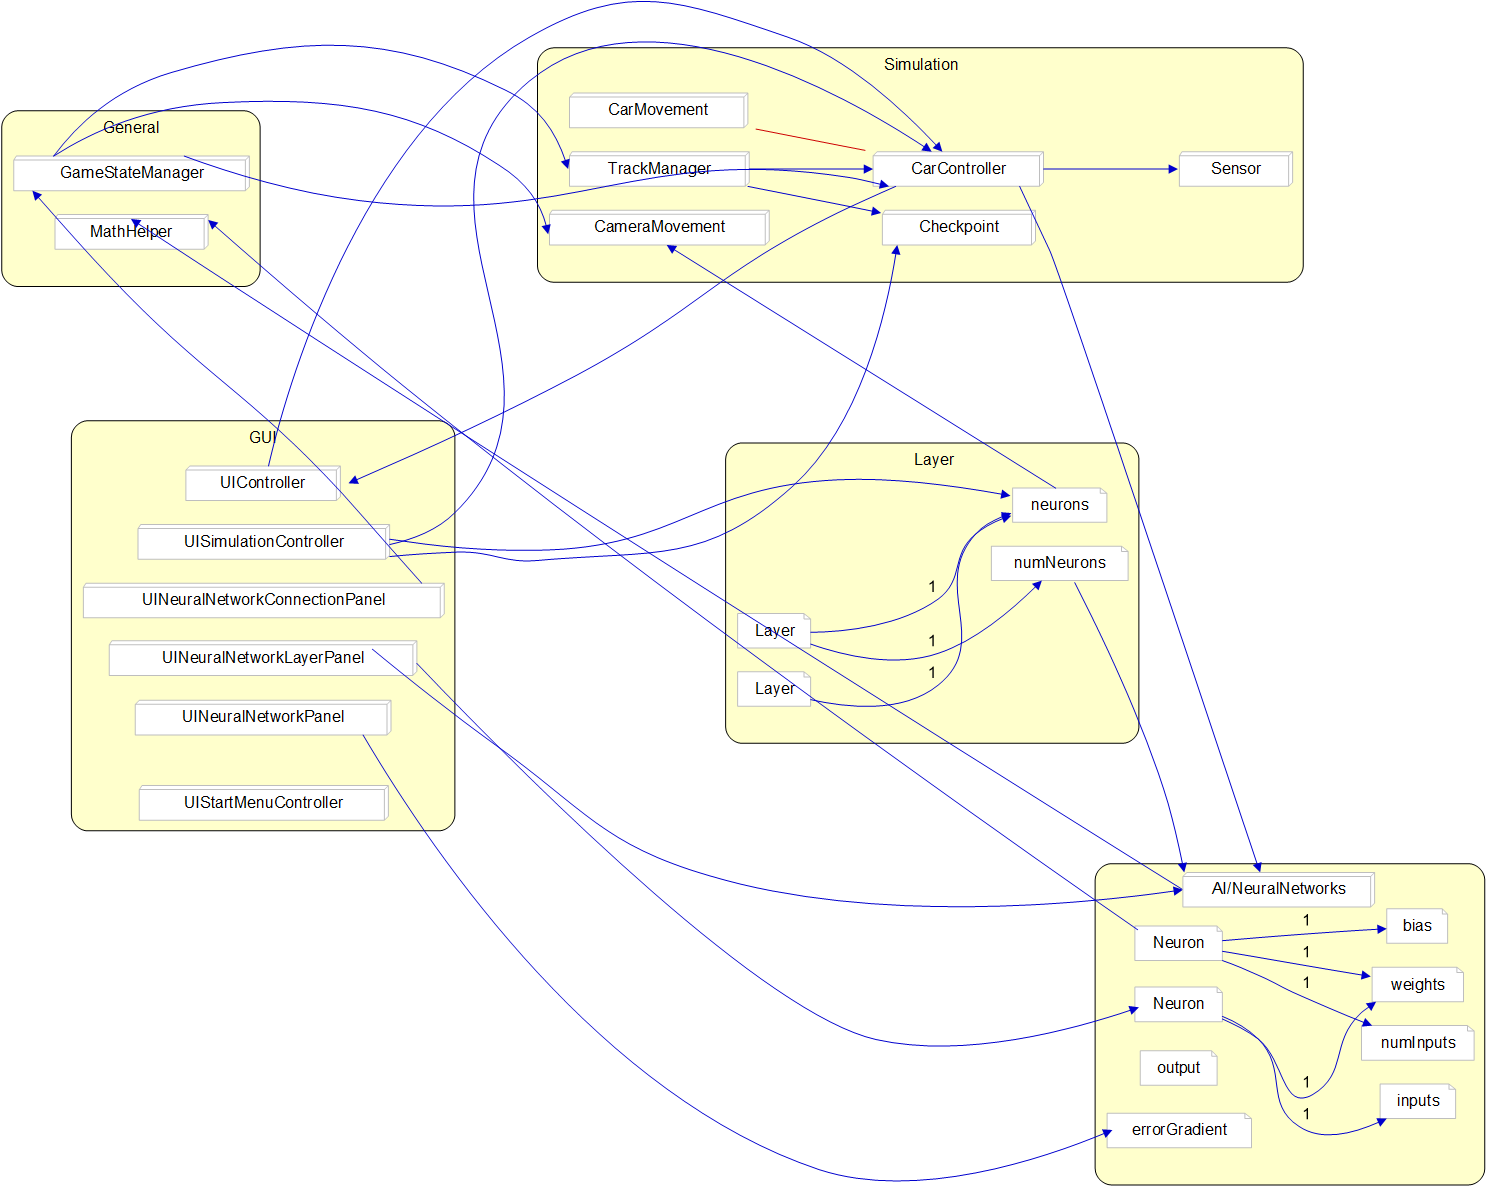 Simulation
CarMovement
General
TrackManager
CarController
Sensor
GameStateManager
CameraMovement
Checkpoint
MathHelper
GUI
UIController
UISimulationController
UINeuralNetworkConnectionPanel
UINeuralNetworkLayerPanel
UINeuralNetworkPanel
UIStartMenuController
Layer
neurons
numNeurons
1
Layer
1
1
Layer
AI/NeuralNetworks
1
bias
Neuron
1
1
weights
Neuron
numInputs
output
1
inputs
1
errorGradient